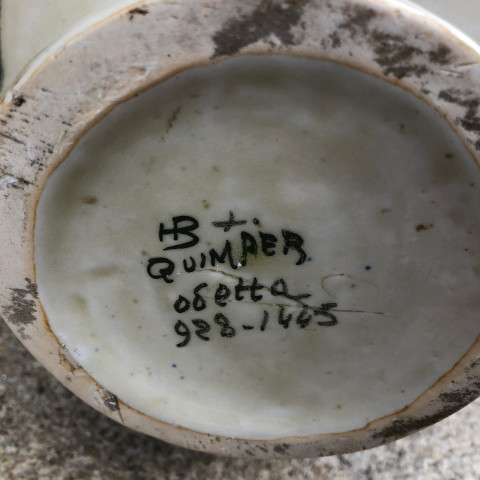 HB +.
QUIMPER
odetta
928-1445